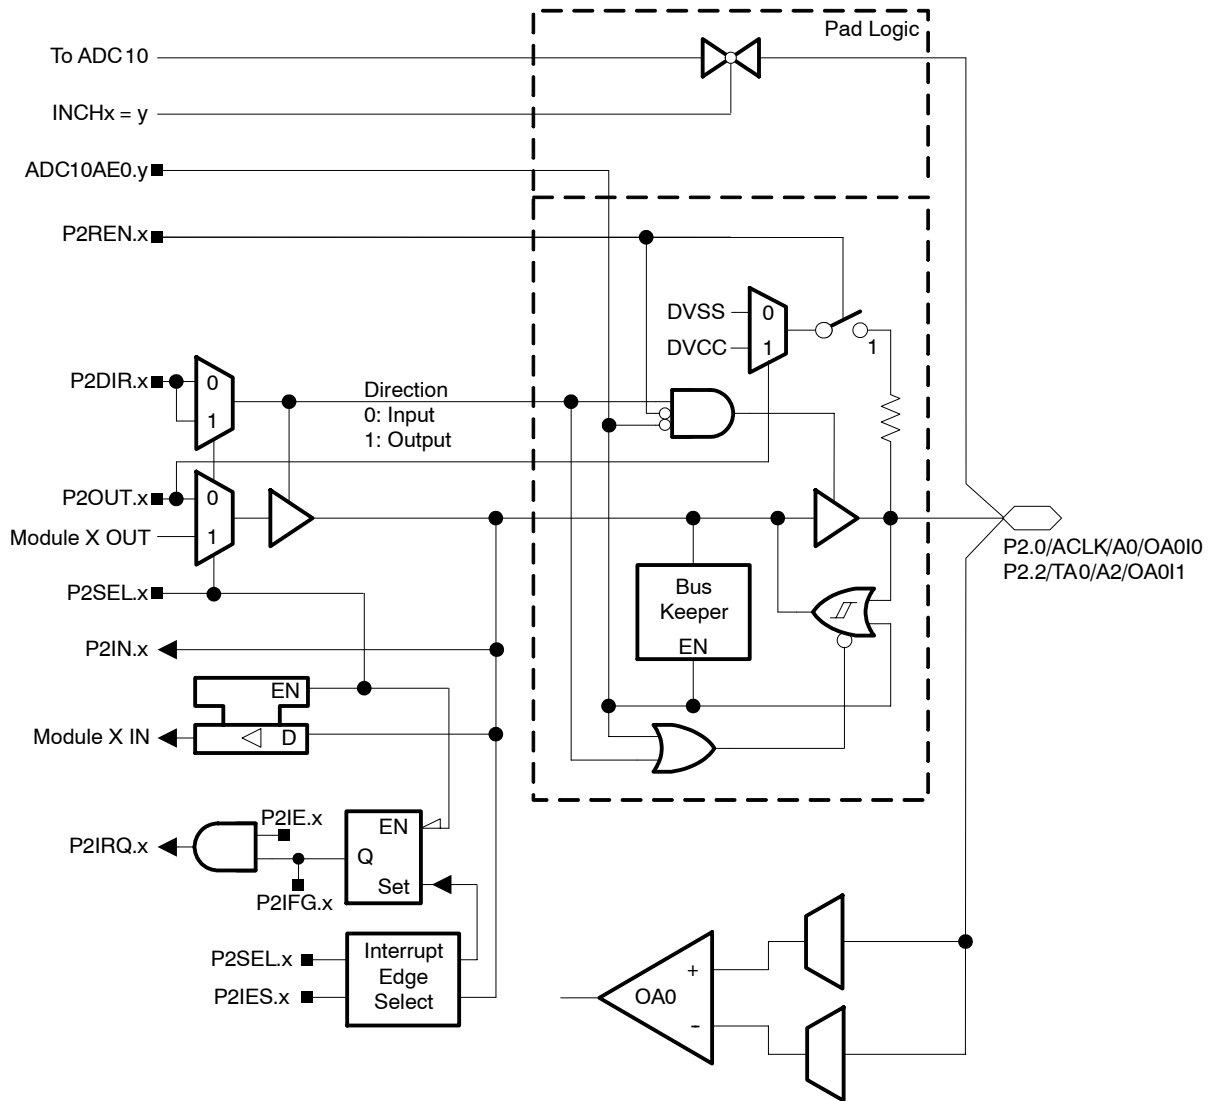 Pad Logic
To ADC10
INCHx = y
ADC10AE0.y
P2REN.x
DVSS
0
DVCC
1
1
P2DIR.x
0
1
Direction
0: Input
1: Output
P2OUT.x
0
Module X OUT
1
P2.0/ACLK/A0/OA0I0
P2.2/TA0/A2/OA0I1
P2SEL.x
Bus
Keeper
EN
P2IN.x
EN
Module X IN
D
P2IE.x
EN
P2IRQ.x
Q
Set
P2IFG.x
P2SEL.x
P2IES.x
Interrupt
Edge
Select
+
OA0
-